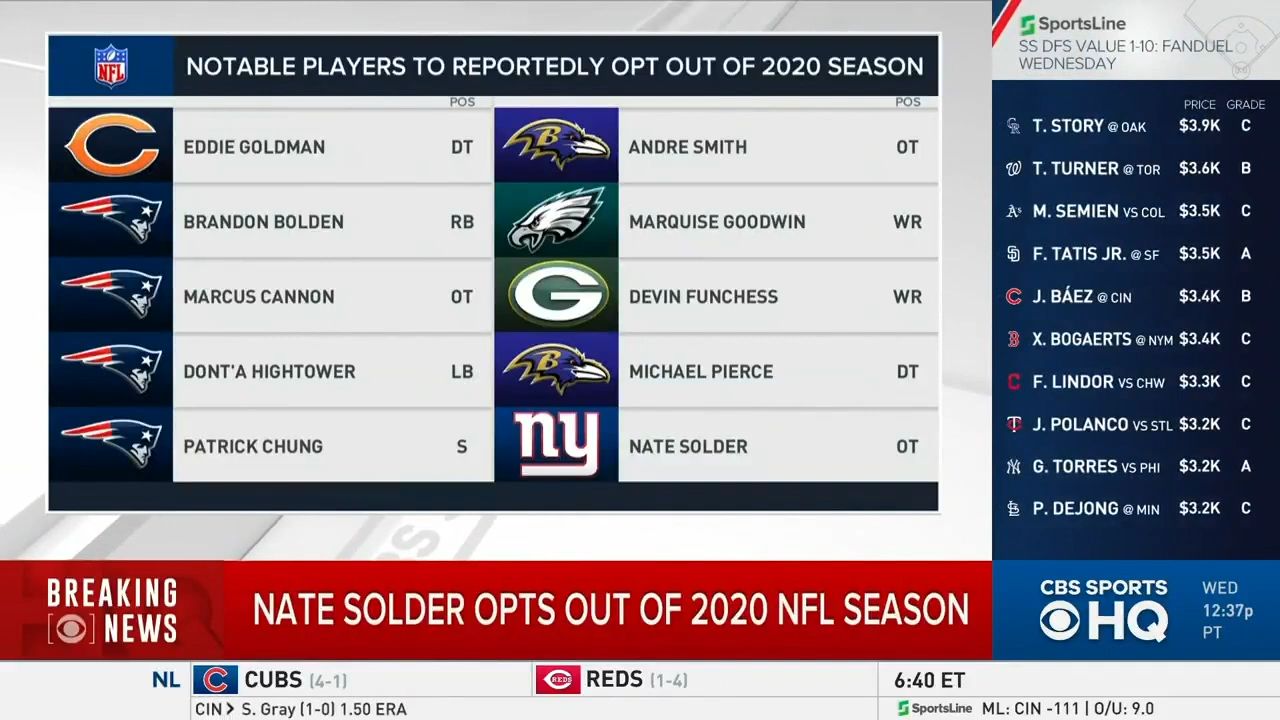 NFL
NOTABLE PLAYERS TO REPORTEDLY OPT OUT OF 2020 SEASON
POS POS
EDDIE GOLDMAN DT
ANDRE SMITH OT
BRANDON BOLDEN RB
MARQUISE GOODWIN WR
MARCUS CANNON OT
DEVIN FUNCHESS WR
DONT'A HIGHTOWER LB
MICHAEL PIERCE DT
PATRICK CHUNG S
ny NATE SOLDER OT
BREAKING
NEWS
NATE SOLDER OPTS OUT OF 2020 NFL SEASON
SportsLine
SS DFS VALUE 1-10: FANDUEL
WEDNESDAY
PRICE GRADE
T. STORY @ OAK $3.9K C
T. TURNER @ TOR $3.6K B
M. SEMIEN VS COL $3.5K C
F. TATIS JR. @ SF $3.5K A
J. BÁEZ @ CIN $3.4K B
X. BOGAERTS @ NYM $3.4K C
F. LINDOR VS CHW $3.3K C
J. POLANCO VS STL $3.2K C
G. TORRES VS PHI $3.2K A
P. DEJONG @ MIN $3.2K C
CBS SPORTS
HQ
WED
12:37p
PT
NL CUBS (4-1) REDS (1-4) 6:40 ET
CIN > S. Gray (1-0) 1.50 ERA SportsLine ML: CIN -111 | O/U: 9.0